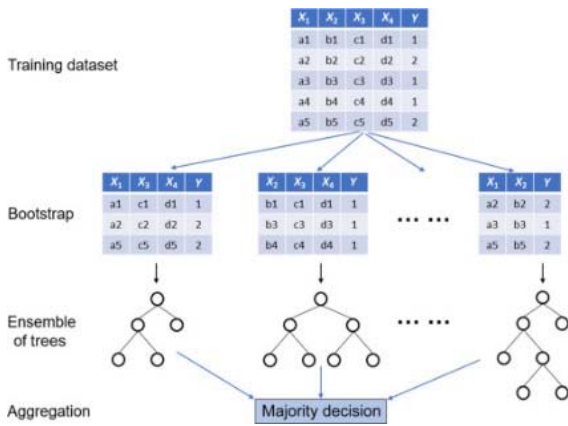 X1 X2 X3 X4 Y
a1 b1 c1 d1 1
a2 b2 c2 d2 2
Training dataset
a3 b3 c3 d3 1
a4 b4 c4 d4 1
a5 b5 c5 d5 2
X1 X3 X4 Y
a1 c1 d1 1
a2 c2 d2 2
a5 c5 d5 2
X2 X3 X4 Y
b1 c1 d1 1
b3 c3 d3 1
b4 c4 d4 1
X1 X2 Y
a2 b2 2
a3 b3 1
a5 b5 2
Bootstrap
... ...
Ensemble
of trees
... ...
Aggregation
Majority decision